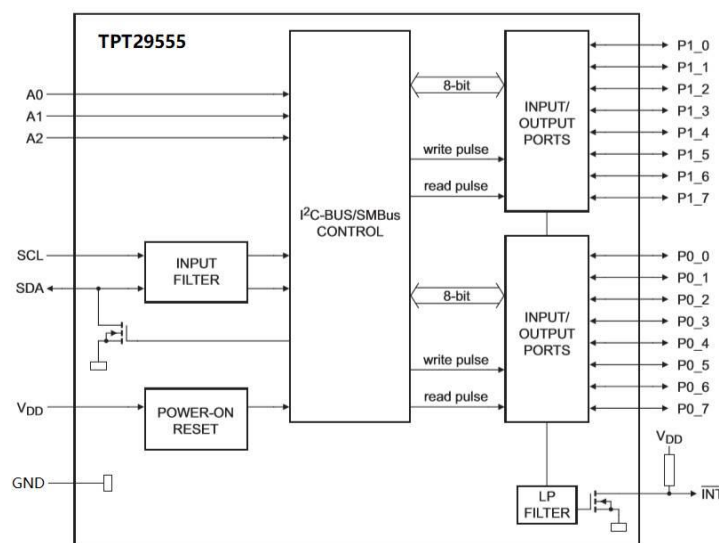 TPT29555
A0
A1
A2
SCL
SDA
VDD
GND
INPUT
FILTER
POWER-ON
RESET
I²C-BUS/SMBus
CONTROL
8-bit
write pulse
read pulse
8-bit
write pulse
read pulse
INPUT/
OUTPUT
PORTS
P1_0
P1_1
P1_2
P1_3
P1_4
P1_5
P1_6
P1_7
INPUT/
OUTPUT
PORTS
P0_0
P0_1
P0_2
P0_3
P0_4
P0_5
P0_6
P0_7
VDD
LP
FILTER
INT